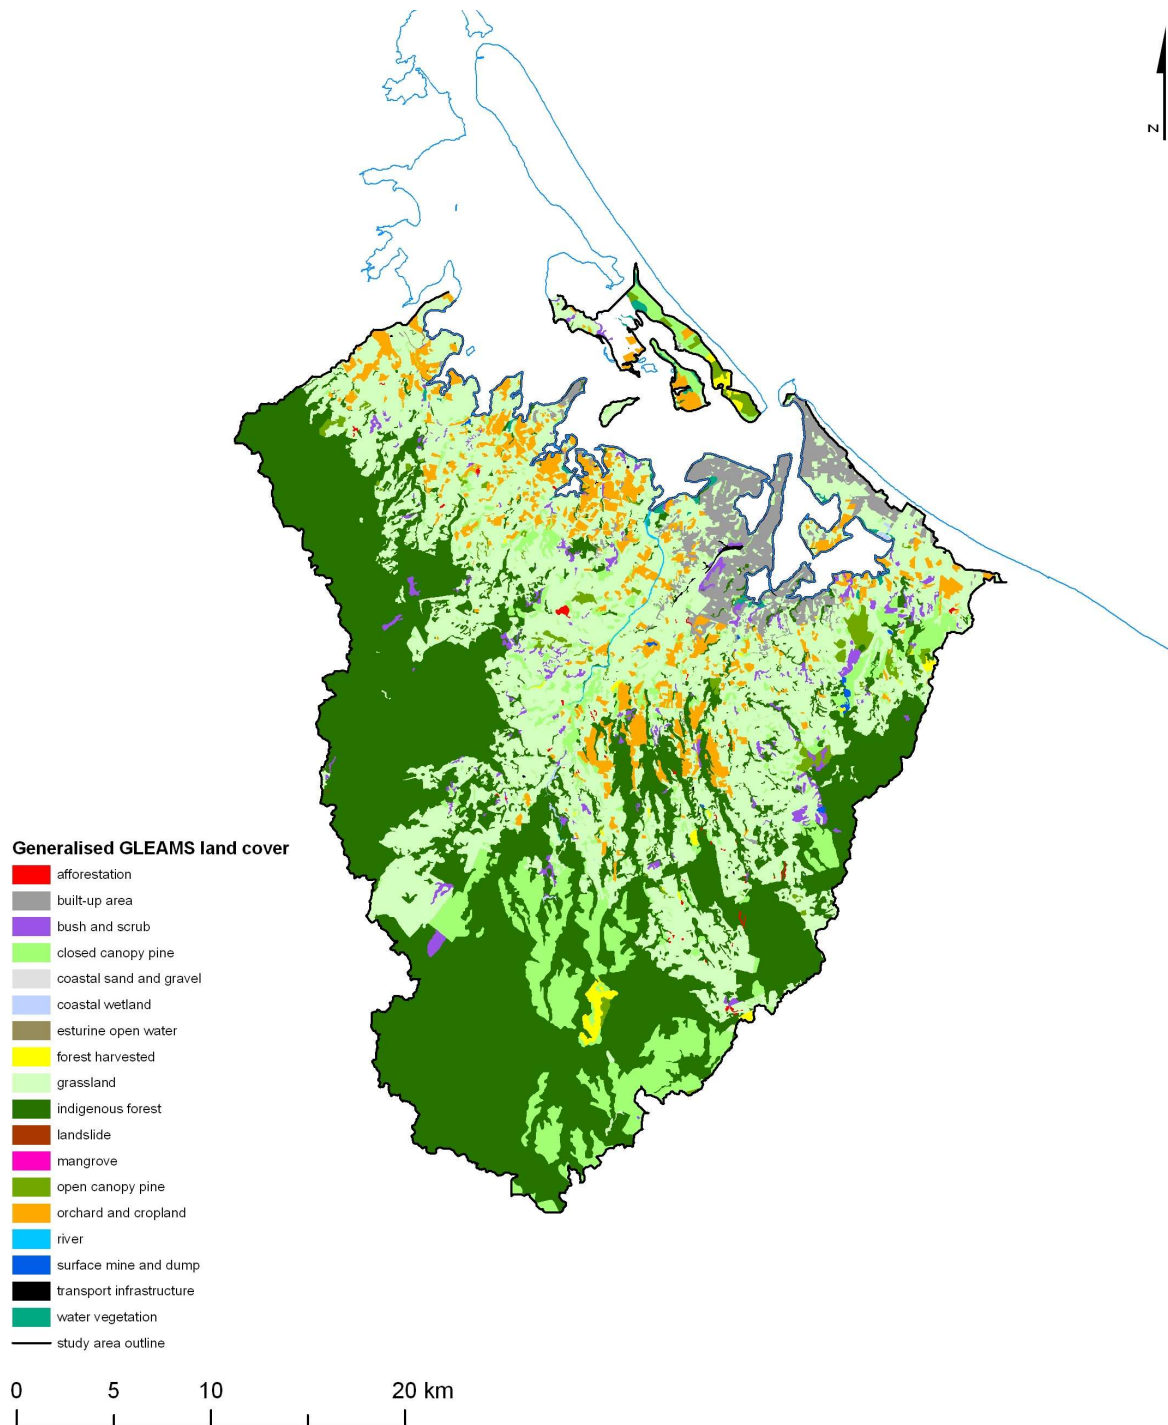 N
Generalised GLEAMS land cover
afforestation
built-up area
bush and scrub
closed canopy pine
coastal sand and gravel
coastal wetland
esturine open water
forest harvested
grassland
indigenous forest
landslide
mangrove
open canopy pine
orchard and cropland
river
surface mine and dump
transport infrastructure
water vegetation
study area outline
0 5 10 20 km